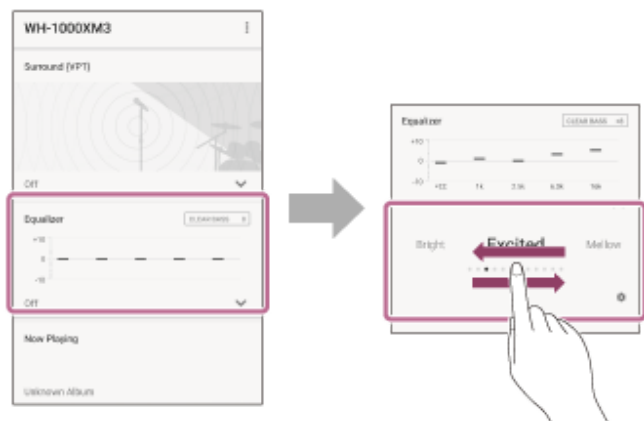 WH-1000XM3
Surround (VPT)
Off
Equalizer
CLEAR BASS 0
+10
0
-10
Off
Now Playing
Unknown Album
Equalizer
CLEAR BASS
+10
0
-10
1k
2.5k
6.3k
16k
Bright
Excited
Mellow